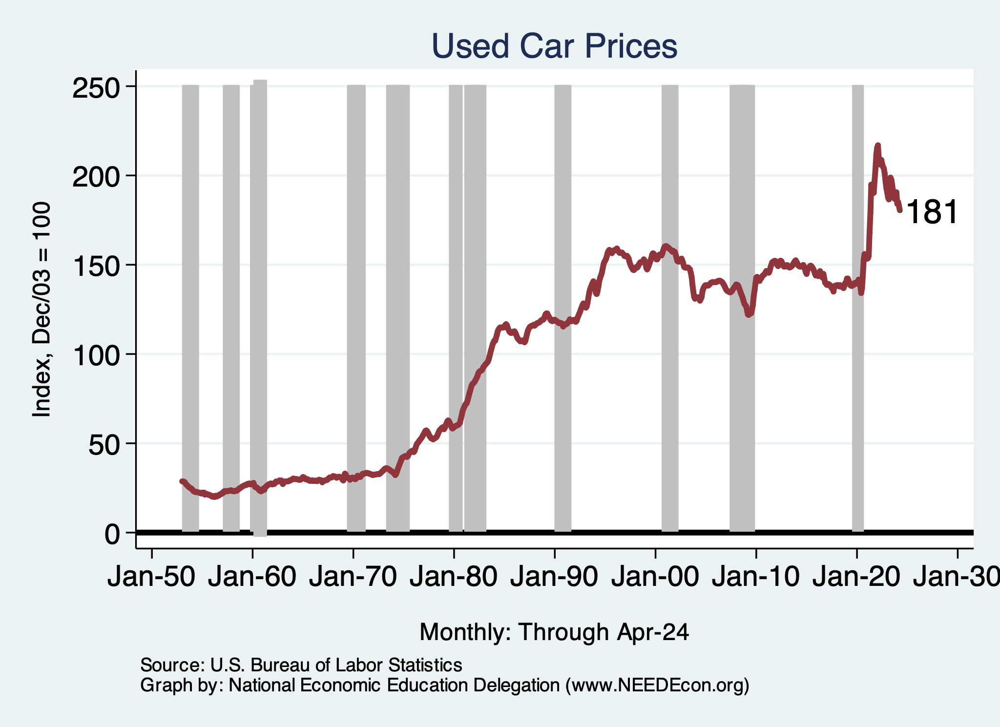 Used Car Prices
Index, Dec/03 = 100
250
200
150
100
50
0
181
Jan-50 Jan-60 Jan-70 Jan-80 Jan-90 Jan-00 Jan-10 Jan-20 Jan-30
Monthly: Through Apr-24
Source: U.S. Bureau of Labor Statistics
Graph by: National Economic Education Delegation (www.NEEDEcon.org)